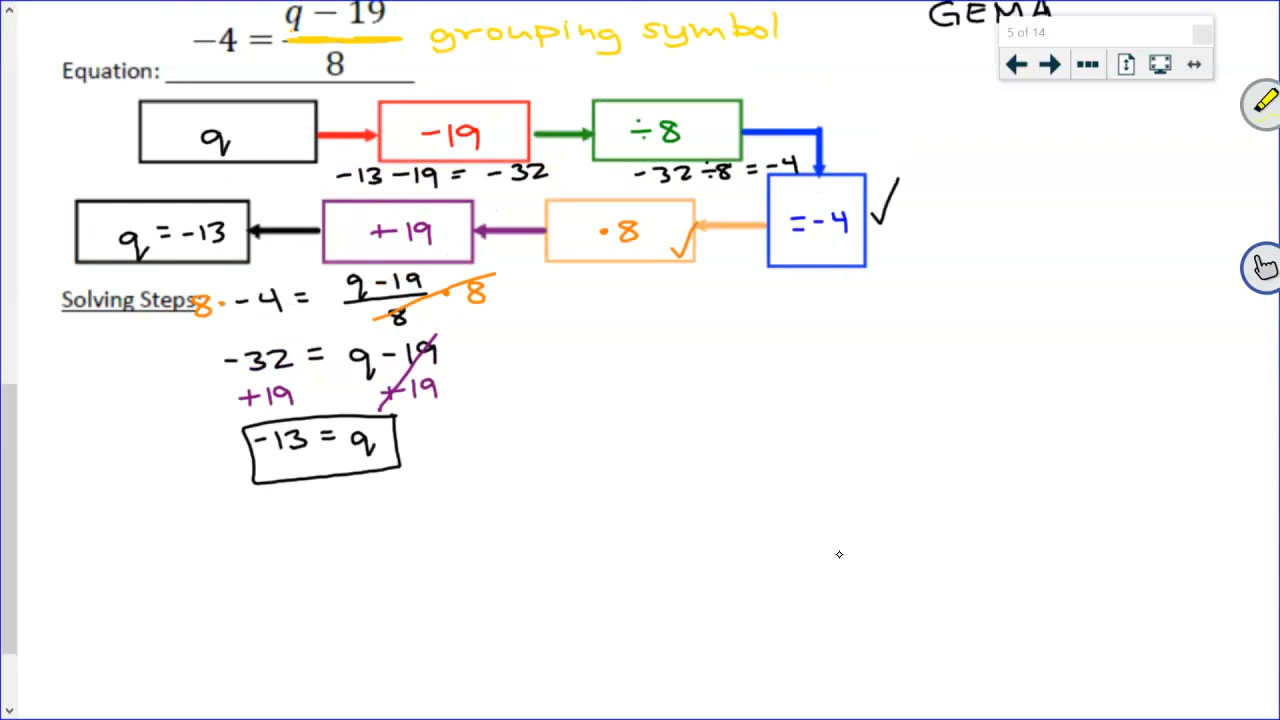 q − 19
−4 =
8
grouping symbol
GEMA
5 of 14
Equation:
q
−19
÷8
−13 −19 = −32
−32 ÷8 = −4
q = −13
+19
·8
= −4
Solving Steps
8 · −4 = q −19 / 8 · 8
−32 = q −19
+19 +19
−13 = q